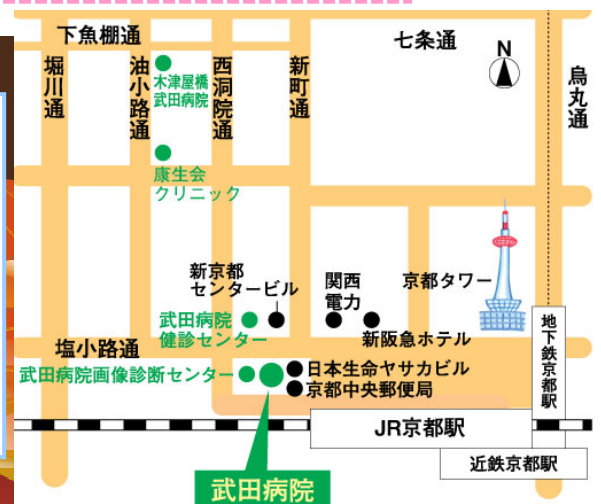 下魚棚通
七条通
N
堀川通
油小路通
西洞院通
新町通
烏丸通
木津屋橋
武田病院
康生会
クリニック
新京都
センタービル
関西
電力
京都タワー
武田病院
健診センター
新阪急ホテル
地下鉄京都駅
塩小路通
武田病院画像診断センター
日本生命ヤサカビル
京都中央郵便局
JR京都駅
近鉄京都駅
武田病院